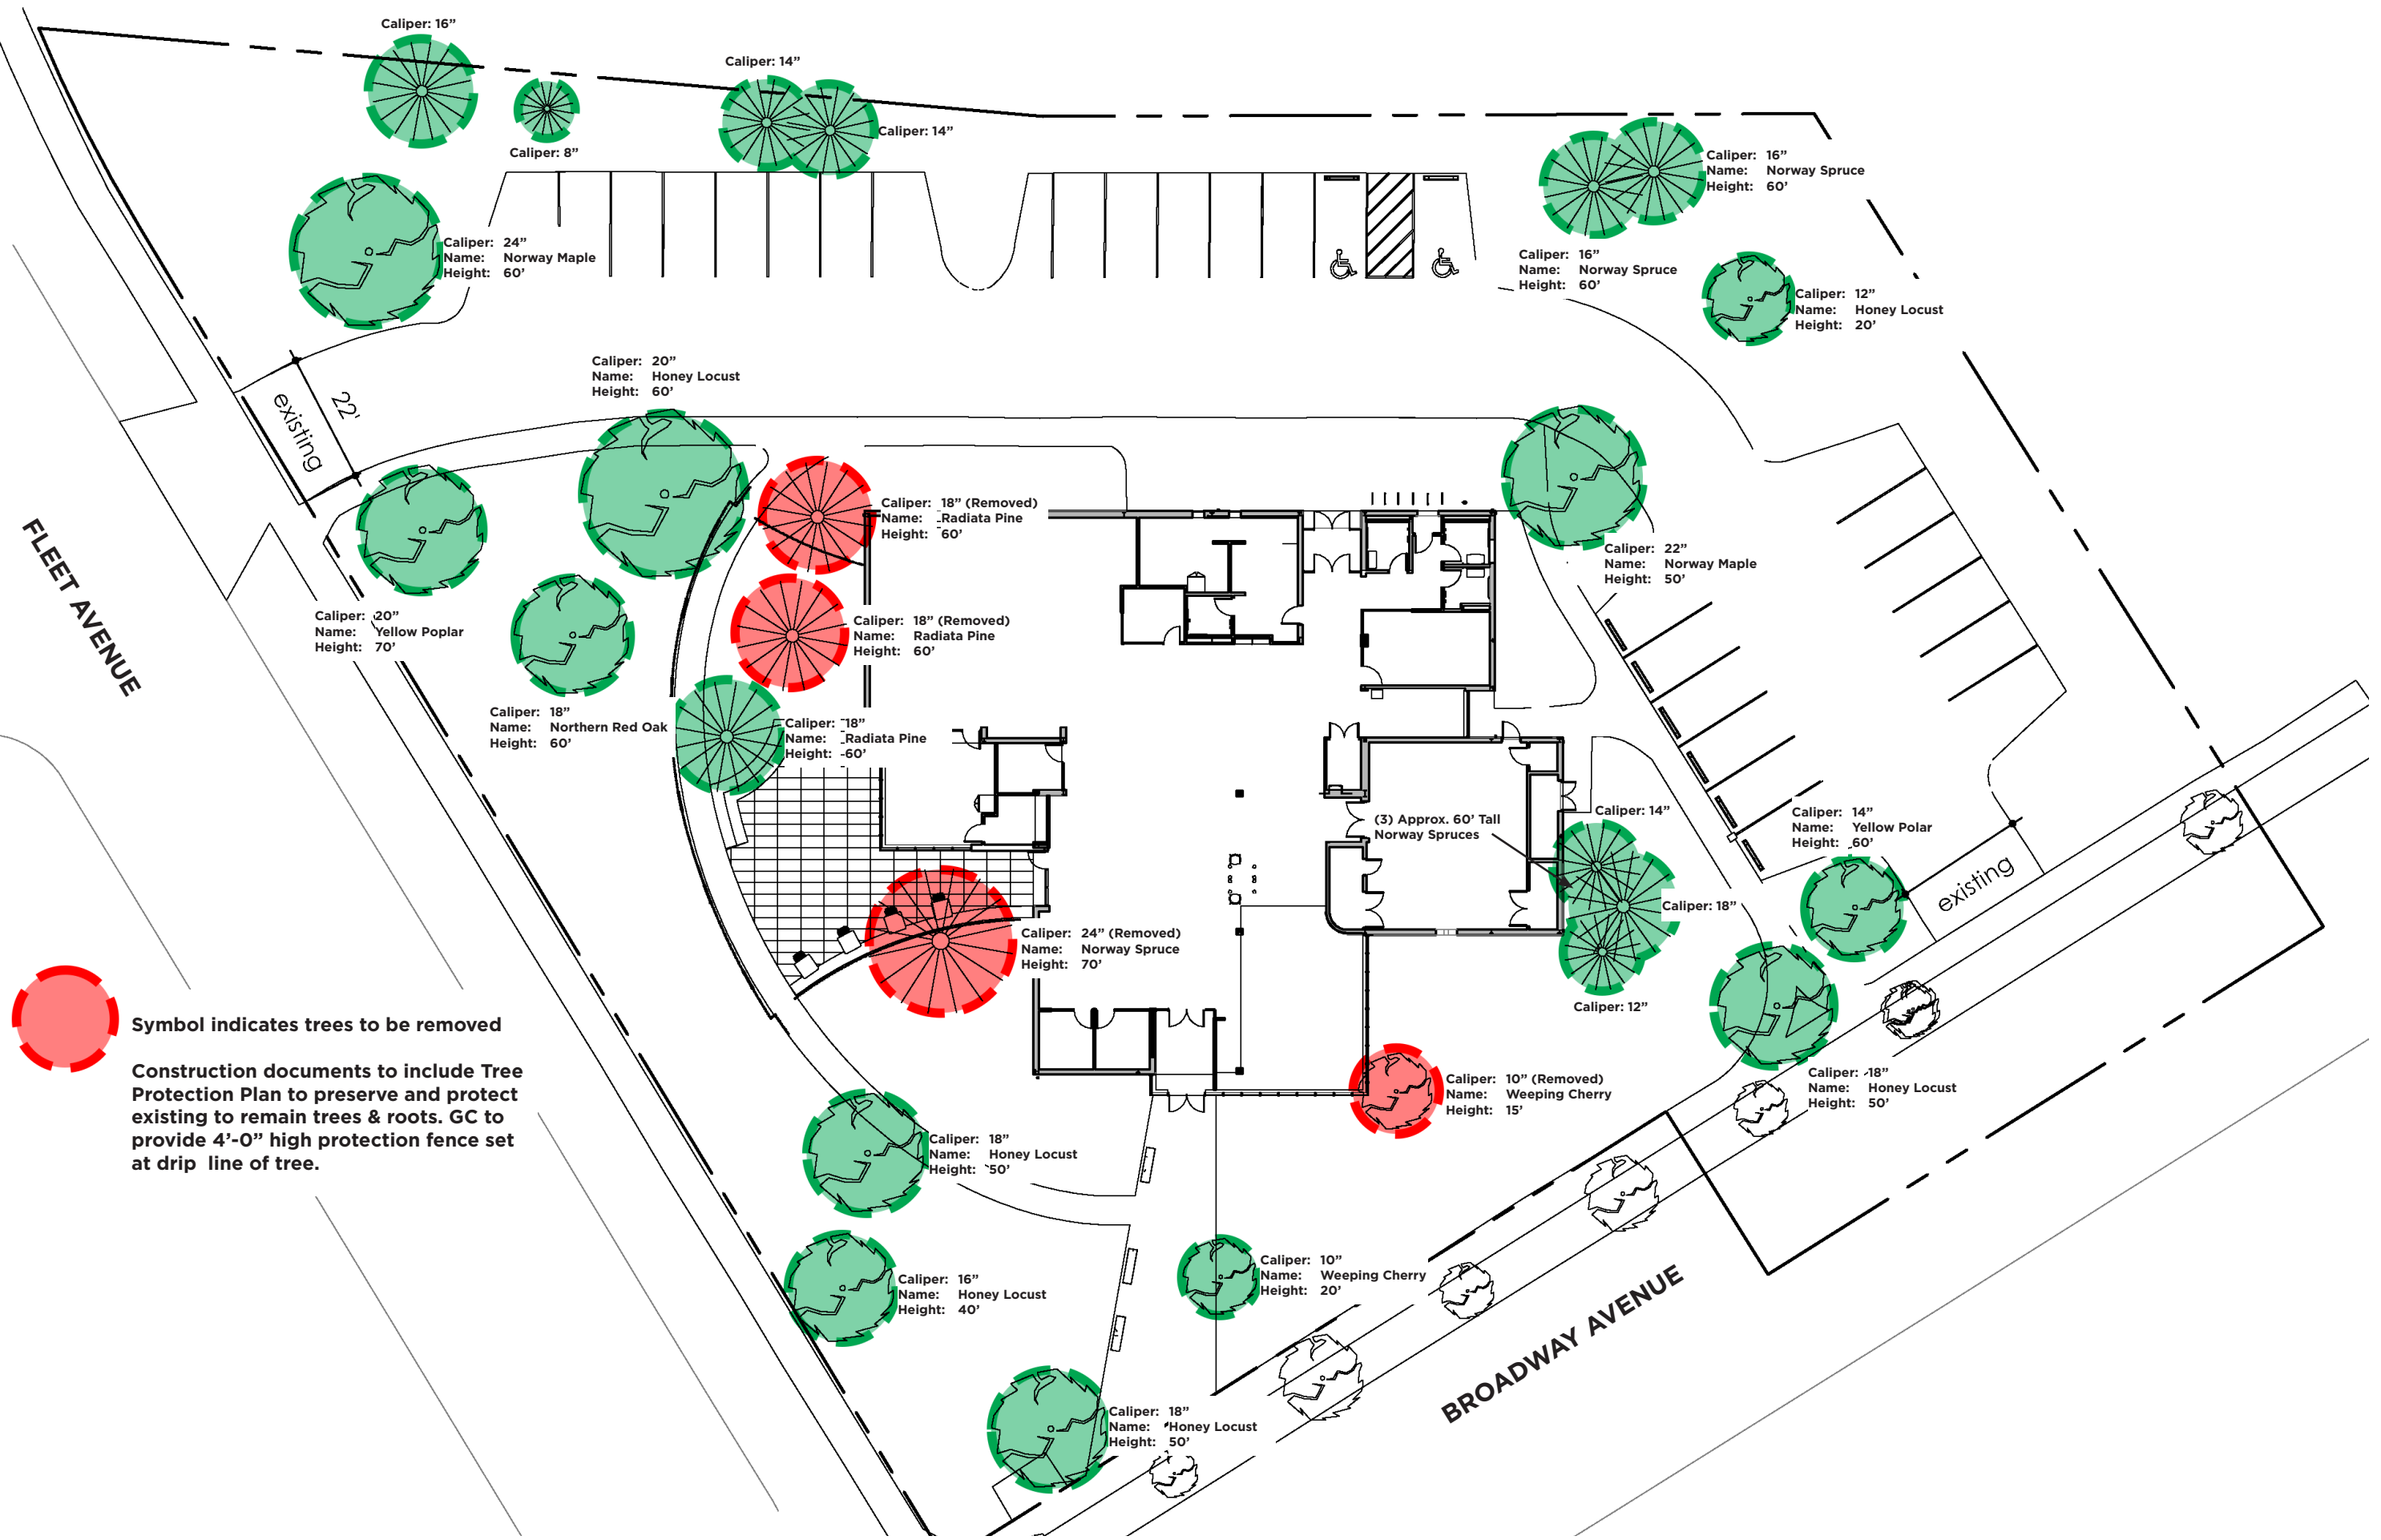 Caliper: 16”
Caliper: 8”
Caliper: 14”
Caliper: 14”
Caliper: 16”
Name: Norway Spruce
Height: 60’
Caliper: 24”
Name: Norway Maple
Height: 60’
Caliper: 16”
Name: Norway Spruce
Height: 60’
Caliper: 12”
Name: Honey Locust
Height: 20’
Caliper: 20”
Name: Honey Locust
Height: 60’
existing
22'
FLEET AVENUE
Caliper: 18” (Removed)
Name: Radiata Pine
Height: 60’
Caliper: 22”
Name: Norway Maple
Height: 50’
Caliper: 20”
Name: Yellow Poplar
Height: 70’
Caliper: 18” (Removed)
Name: Radiata Pine
Height: 60’
Caliper: 18”
Name: Northern Red Oak
Height: 60’
Caliper: 18”
Name: Radiata Pine
Height: 60’
(3) Approx. 60’ Tall
Norway Spruces
Caliper: 14”
Caliper: 18”
Caliper: 12”
Caliper: 14”
Name: Yellow Polar
Height: 60’
existing
Caliper: 24” (Removed)
Name: Norway Spruce
Height: 70’
Symbol indicates trees to be removed
Construction documents to include Tree
Protection Plan to preserve and protect
existing to remain trees & roots. GC to
provide 4’-0” high protection fence set
at drip line of tree.
Caliper: 10” (Removed)
Name: Weeping Cherry
Height: 15’
Caliper: 18”
Name: Honey Locust
Height: 50’
Caliper: 18”
Name: Honey Locust
Height: 50’
Caliper: 16”
Name: Honey Locust
Height: 40’
Caliper: 10”
Name: Weeping Cherry
Height: 20’
BROADWAY AVENUE
Caliper: 18”
Name: Honey Locust
Height: 50’